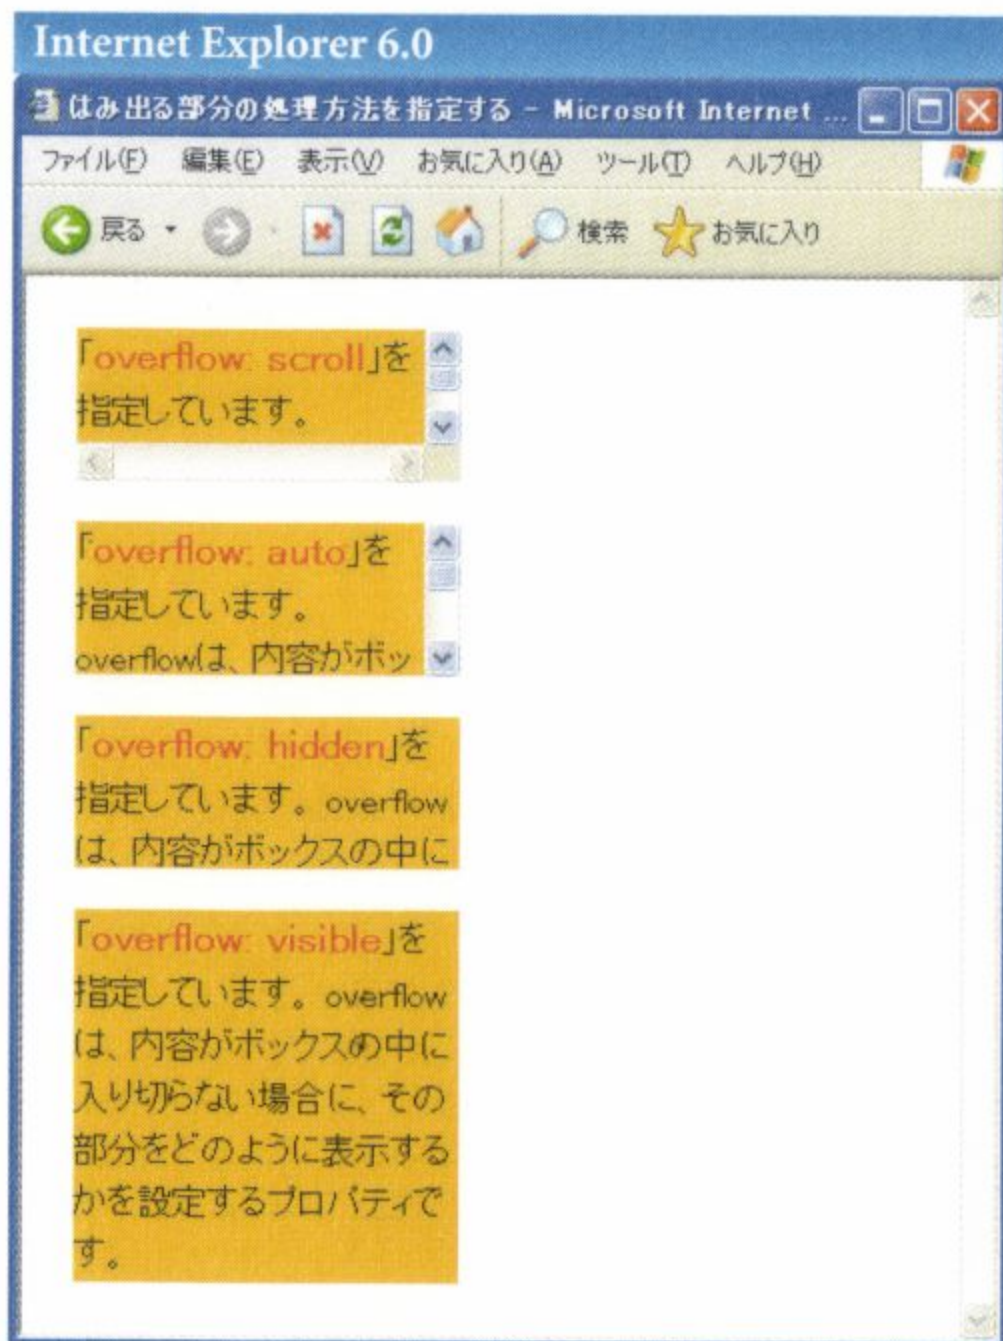 Internet Explorer 6.0
はみ出る部分の処理方法を指定する - Microsoft Internet ...
ファイル(F) 編集(E) 表示(V) お気に入り(A) ツール(T) ヘルプ(H)
戻る 検索 お気に入り
「overflow: scroll」を
指定しています。
「overflow: auto」を
指定しています。
overflowは、内容がボッ
「overflow: hidden」を
指定しています。overflow
は、内容がボックスの中に
「overflow: visible」を
指定しています。overflow
は、内容がボックスの中に
入り切らない場合に、その
部分をどのように表示する
かを設定するプロパティで
す。